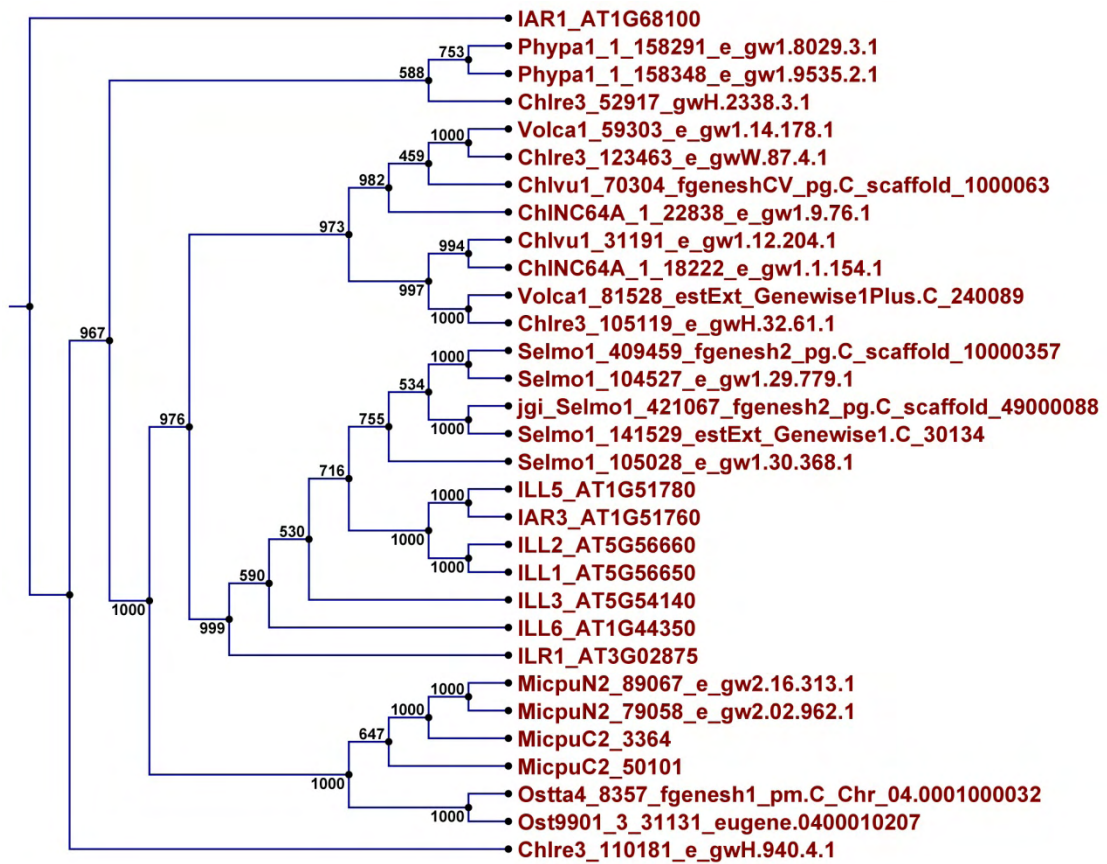 IAR1_AT1G68100
Phypa1_1_158291_e_gw1.8029.3.1
753
Phypa1_1_158348_e_gw1.9535.2.1
588
Chlre3_52917_gwH.2338.3.1
Volca1_59303_e_gw1.14.178.1
1000
Chlre3_123463_e_gwW.87.4.1
459
Chlvu1_70304_fgeneshCV_pg.C_scaffold_1000063
982
ChlNC64A_1_22838_e_gw1.9.76.1
973
Chlvu1_31191_e_gw1.12.204.1
994
ChlNC64A_1_18222_e_gw1.1.154.1
997
Volca1_81528_estExt_Genewise1Plus.C_240089
1000
Chlre3_105119_e_gwH.32.61.1
967
Selmo1_409459_fgenesh2_pg.C_scaffold_10000357
1000
Selmo1_104527_e_gw1.29.779.1
534
jgi_Selmo1_421067_fgenesh2_pg.C_scaffold_49000088
976
755
1000
Selmo1_141529_estExt_Genewise1.C_30134
Selmo1_105028_e_gw1.30.368.1
716
ILL5_AT1G51780
1000
IAR3_AT1G51760
530
1000
ILL2_AT5G56660
1000
ILL1_AT5G56650
590
ILL3_AT5G54140
1000
ILL6_AT1G44350
999
ILR1_AT3G02875
MicpuN2_89067_e_gw2.16.313.1
1000
MicpuN2_79058_e_gw2.02.962.1
1000
MicpuC2_3364
647
MicpuC2_50101
1000
Ostta4_8357_fgenesh1_pm.C_Chr_04.0001000032
1000
Ost9901_3_31131_eugene.0400010207
Chlre3_110181_e_gwH.940.4.1